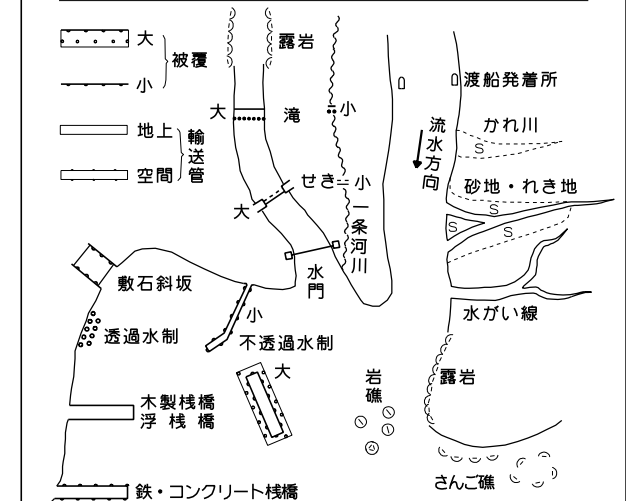 大
小
被覆
地上
空間
輸送管
露岩
大
滝
小
せき
小
大
一条河川
水門
渡船発着所
流水方向
かれ川
S
砂地・れき地
S
S
S
水がい線
敷石斜坂
透過水制
小
不透過水制
大
木製桟橋
浮桟橋
岩礁
露岩
さんご礁
鉄・コンクリート桟橋